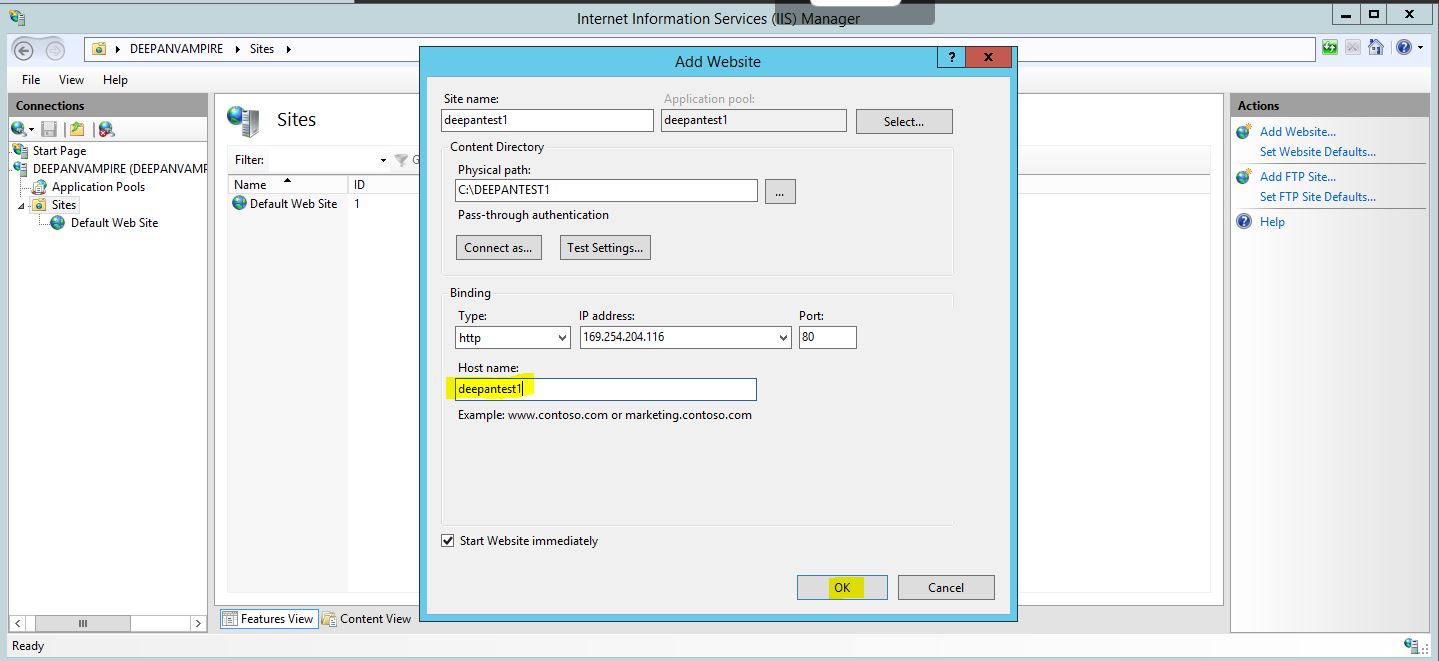 Internet Information Services (IIS) Manager
DEEPANVAMPIRE Sites
File View Help
Connections
Start Page
DEEPANVAMPIRE (DEEPANVAMP
Application Pools
Sites
Default Web Site
Sites
Filter: G
Name ID
Default Web Site 1
Features View Content View
Add Website
?
Site name: Application pool:
deepantest1 deepantest1 Select...
Content Directory
Physical path:
C:\DEEPANTEST1 ...
Pass-through authentication
Connect as... Test Settings...
Binding
Type: IP address: Port:
http 169.254.204.116 80
Host name:
deepantest1
Example: www.contoso.com or marketing.contoso.com
Start Website immediately
OK Cancel
Actions
Add Website...
Set Website Defaults...
Add FTP Site...
Set FTP Site Defaults...
Help
Ready